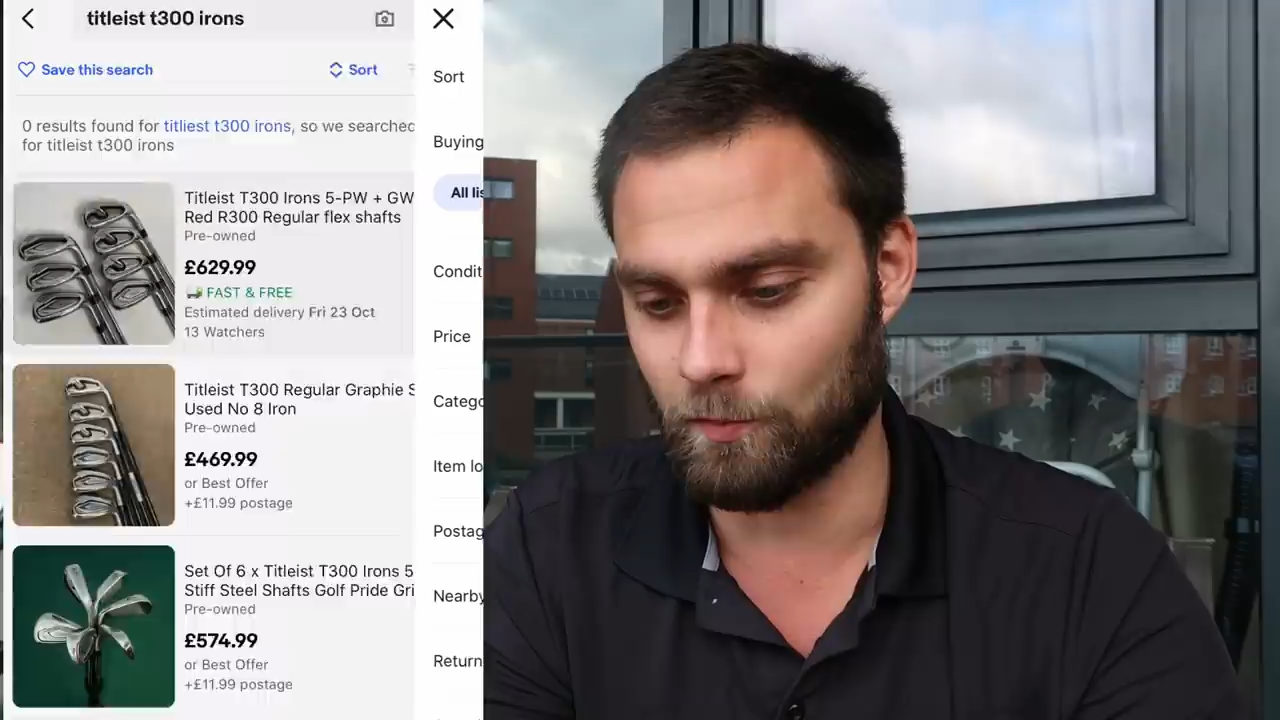 titleist t300 irons
Save this search
Sort
0 results found for titliest t300 irons, so we searched
for titleist t300 irons
Titleist T300 Irons 5-PW + GW
Red R300 Regular flex shafts
Pre-owned
£629.99
FAST & FREE
Estimated delivery Fri 23 Oct
13 Watchers
Titleist T300 Regular Graphie S
Used No 8 Iron
Pre-owned
£469.99
or Best Offer
+£11.99 postage
Set Of 6 x Titleist T300 Irons 5
Stiff Steel Shafts Golf Pride Gri
Pre-owned
£574.99
or Best Offer
+£11.99 postage
Sort
Buying
All lis
Condit
Price
Catego
Item lo
Postag
Nearby
Return